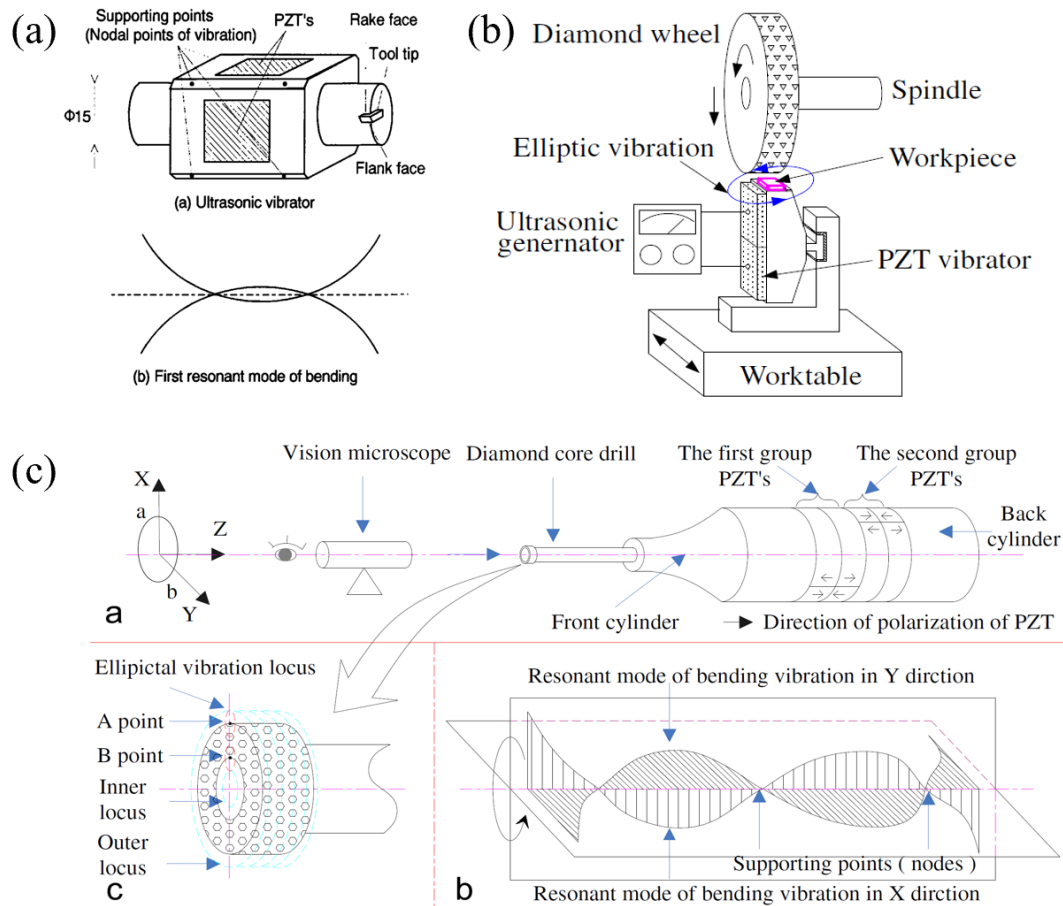 (a)
Supporting points
(Nodal points of vibration)
PZT's
Rake face
Tool tip
Φ15
Flank face
(a) Ultrasonic vibrator
(b) First resonant mode of bending
(b)
Diamond wheel
Spindle
Elliptic vibration
Workpiece
Ultrasonic
genernator
PZT vibrator
Worktable
(c)
X
a
Z
b
Y
a
Vision microscope
Diamond core drill
The first group
PZT's
The second group
PZT's
Back
cylinder
Front cylinder
Direction of polarization of PZT
Ellipictal vibration locus
A point
B point
Inner
locus
Outer
locus
c
Resonant mode of bending vibration in Y dirction
Supporting points ( nodes )
Resonant mode of bending vibration in X dirction
b